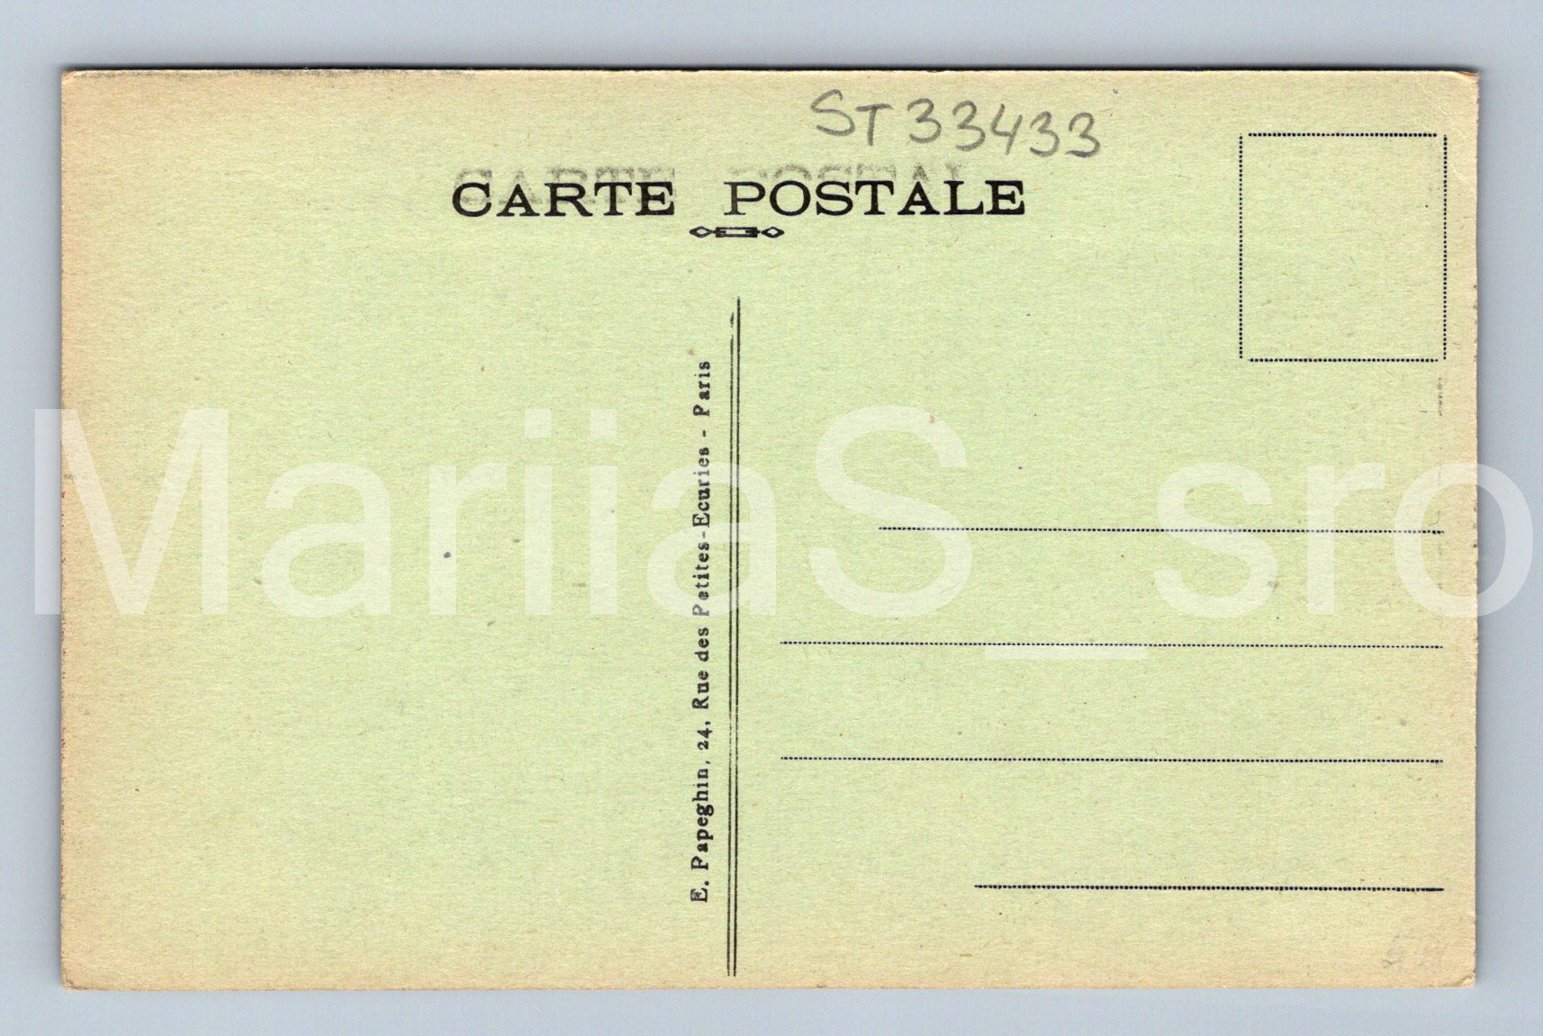 ST33433
CARTE POSTALE
E. Papeghin, 24, Rue des Petites-Ecuries - Paris
MariiaS_sro